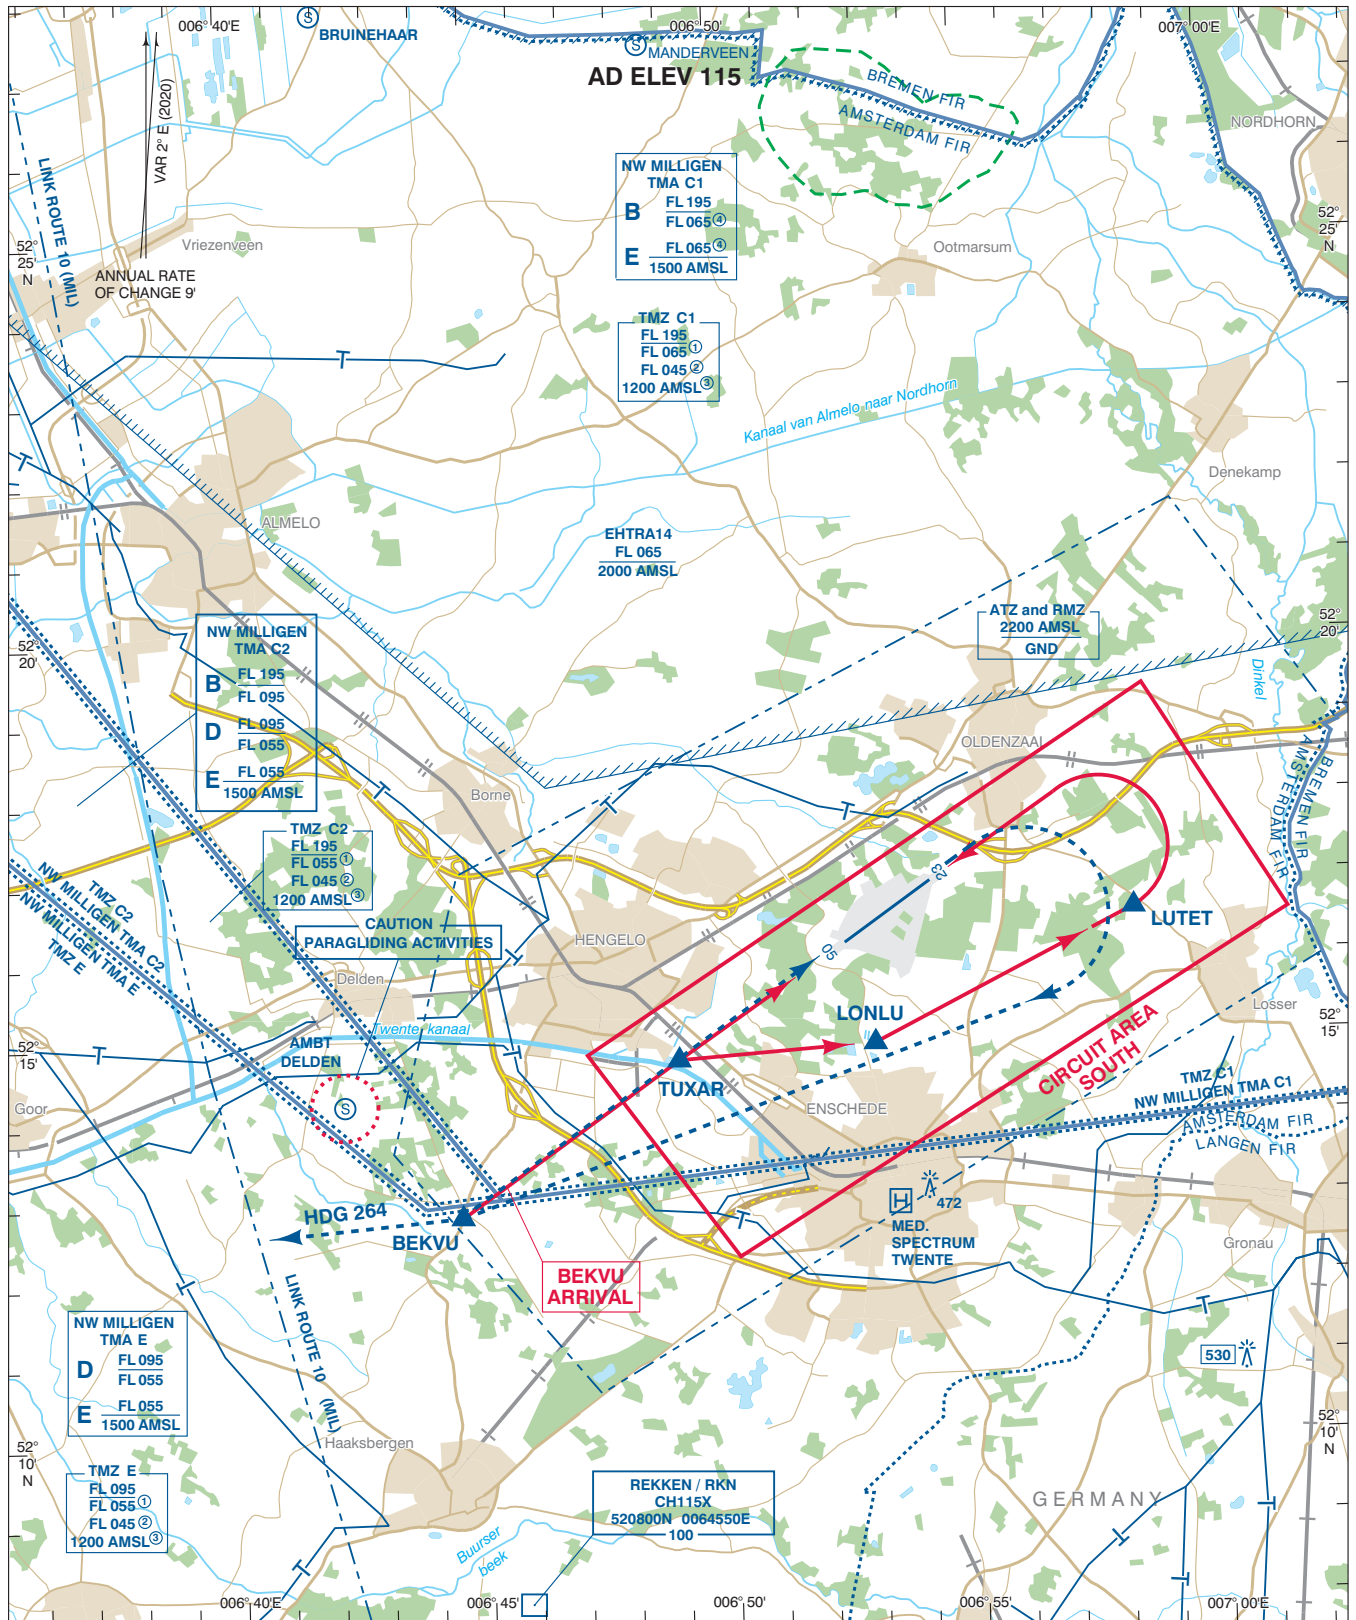 006° 40'E
006° 50'
007° 00'E
BRUINEHAAR
S
S
MANDERVEEN
AD ELEV 115
BREMEN FIR
AMSTERDAM FIR
NORDHORN
VAR 2° E (2020)
LINK ROUTE 10 (MIL)
NW MILLIGEN
TMA C1
B FL 195
FL 065④
E FL 065④
1500 AMSL
52°
25'
N
52°
25'
N
Vriezenveen
Ootmarsum
ANNUAL RATE
OF CHANGE 9'
TMZ C1
FL 195
FL 065①
FL 045②
1200 AMSL③
T
Kanaal van Almelo naar Nordhorn
T
Denekamp
ALMELO
EHTRA14
FL 065
2000 AMSL
ATZ and RMZ
2200 AMSL
GND
52°
20'
52°
20'
NW MILLIGEN
TMA C2
B FL 195
FL 095
D FL 095
FL 055
E FL 055
1500 AMSL
Dinkel
OLDENZAAL
BREMEN FIR
AMSTERDAM FIR
Borne
T
T
T
TMZ C2
FL 195
FL 055①
FL 045②
1200 AMSL③
23
TMZ C2
NW MILLIGEN TMA C2
NW MILLIGEN TMA E
TMZ E
CAUTION
PARAGLIDING ACTIVITIES
HENGELO
05
LUTET
T
Delden
Losser
LONLU
Twente kanaal
52°
15'
52°
15'
T
AMBT
DELDEN
T
TUXAR
CIRCUIT AREA
SOUTH
TMZ C1
NW MILLIGEN TMA C1
AMSTERDAM FIR
LANGEN FIR
Goor
S
ENSCHEDE
HDG 264
BEKVU
T
H
472
MED.
SPECTRUM
TWENTE
Gronau
BEKVU
ARRIVAL
T
LINK ROUTE 10 (MIL)
T
NW MILLIGEN
TMA E
D FL 095
FL 055
E FL 055
1500 AMSL
530
52°
10'
N
52°
10'
N
Haaksbergen
TMZ E
FL 095
FL 055①
FL 045②
1200 AMSL③
REKKEN / RKN
CH115X
520800N 0064550E
100
GERMANY
T
T
T
T
Buurser
beek
006° 40'E
006° 45'
006° 50'
006° 55'
007° 00'E